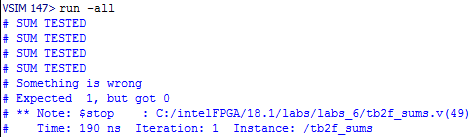 VSIM 147> run -all
# SUM TESTED
# SUM TESTED
# SUM TESTED
# SUM TESTED
# Something is wrong
# Expected  1, but got 0
# ** Note: $stop    : C:/intelFPGA/18.1/labs/labs_6/tb2f_sums.v(49)
#    Time: 190 ns  Iteration: 1  Instance: /tb2f_sums